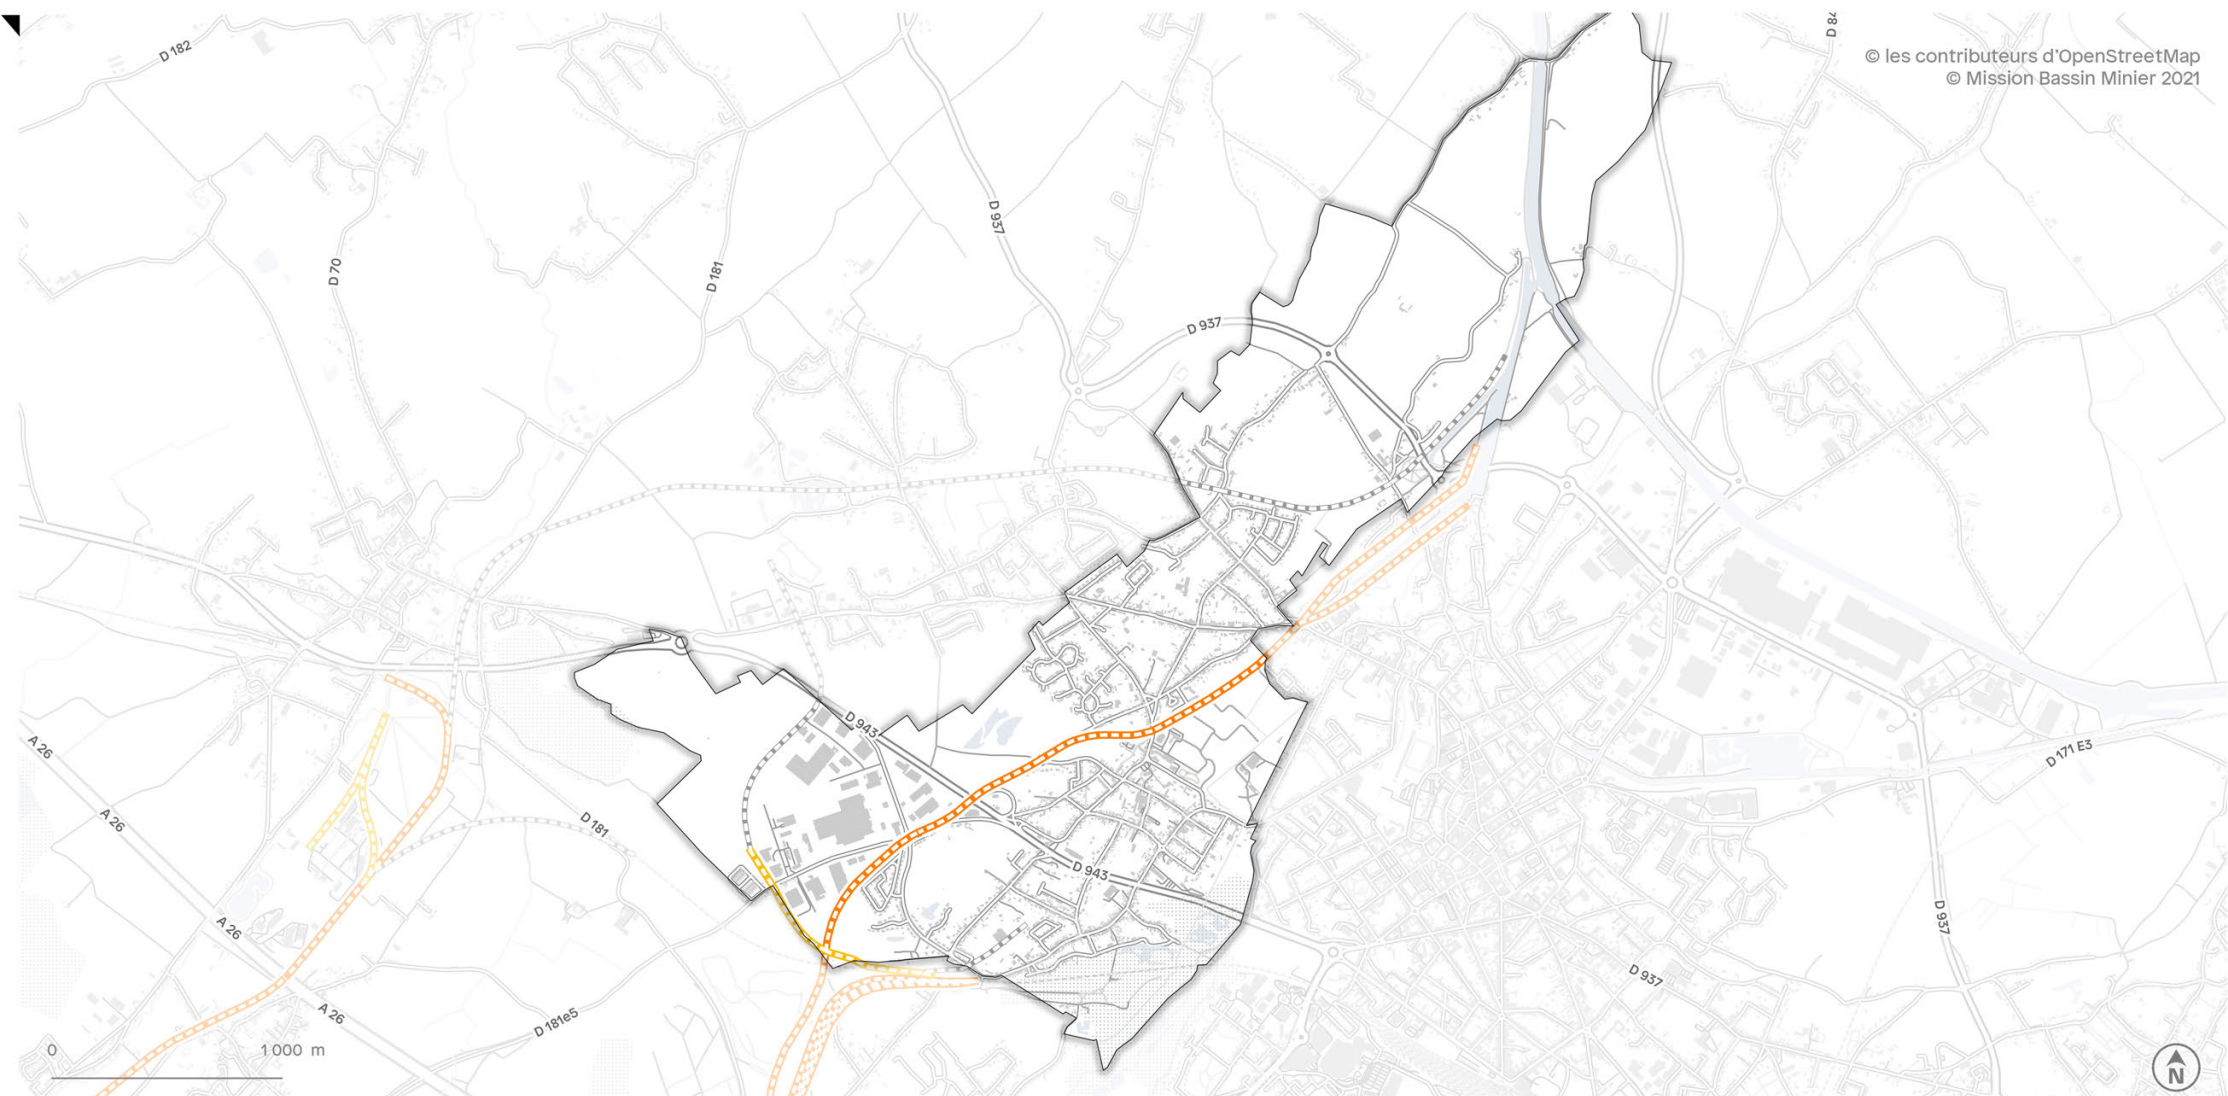 D 182
D 84
© les contributeurs d'OpenStreetMap
© Mission Bassin Minier 2021
D 937
D 70
D 181
D 937
D 943
A 26
D 171 E3
A 26
D 181
D 943
A 26
D 937
D 937
A 26
D 181e5
0 1 000 m
N